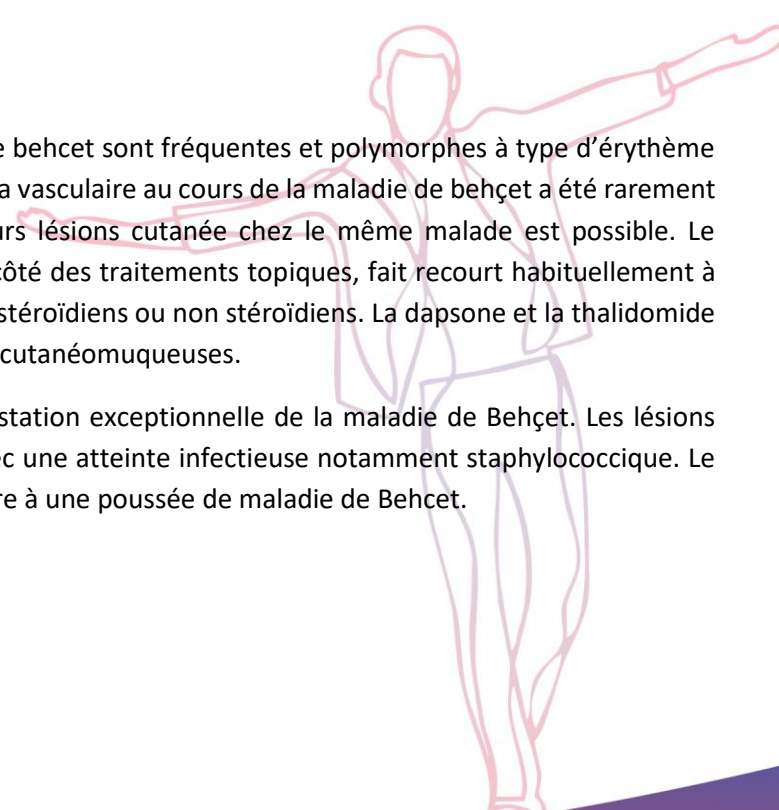 e behcet sont fréquentes et polymorphes à type d’érythème
a vasculaire au cours de la maladie de behçet a été rarement
urs lésions cutanée chez le même malade est possible. Le
côté des traitements topiques, fait recourt habituellement à
stéroïdiens ou non stéroïdiens. La dapsone et la thalidomide
cutanéomuqueuses.
station exceptionnelle de la maladie de Behçet. Les lésions
ec une atteinte infectieuse notamment staphylococcique. Le
re à une poussée de maladie de Behcet.